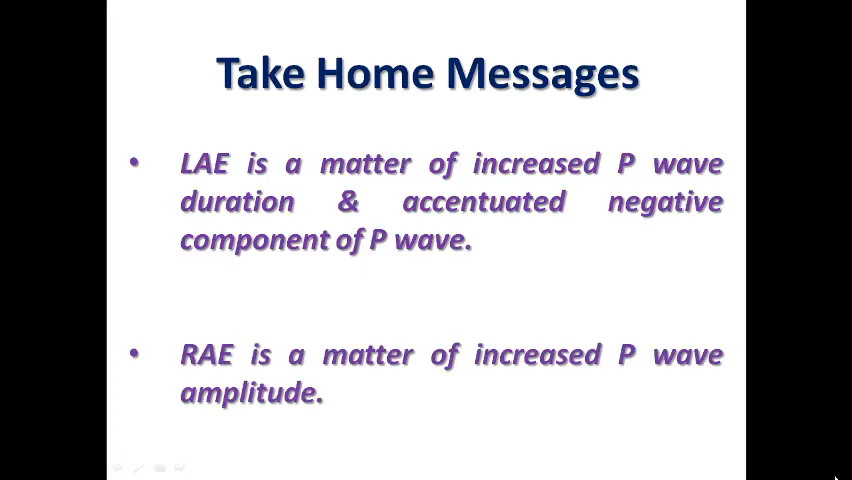 Take Home Messages
• LAE is a matter of increased P wave
duration & accentuated negative
component of P wave.
• RAE is a matter of increased P wave
amplitude.